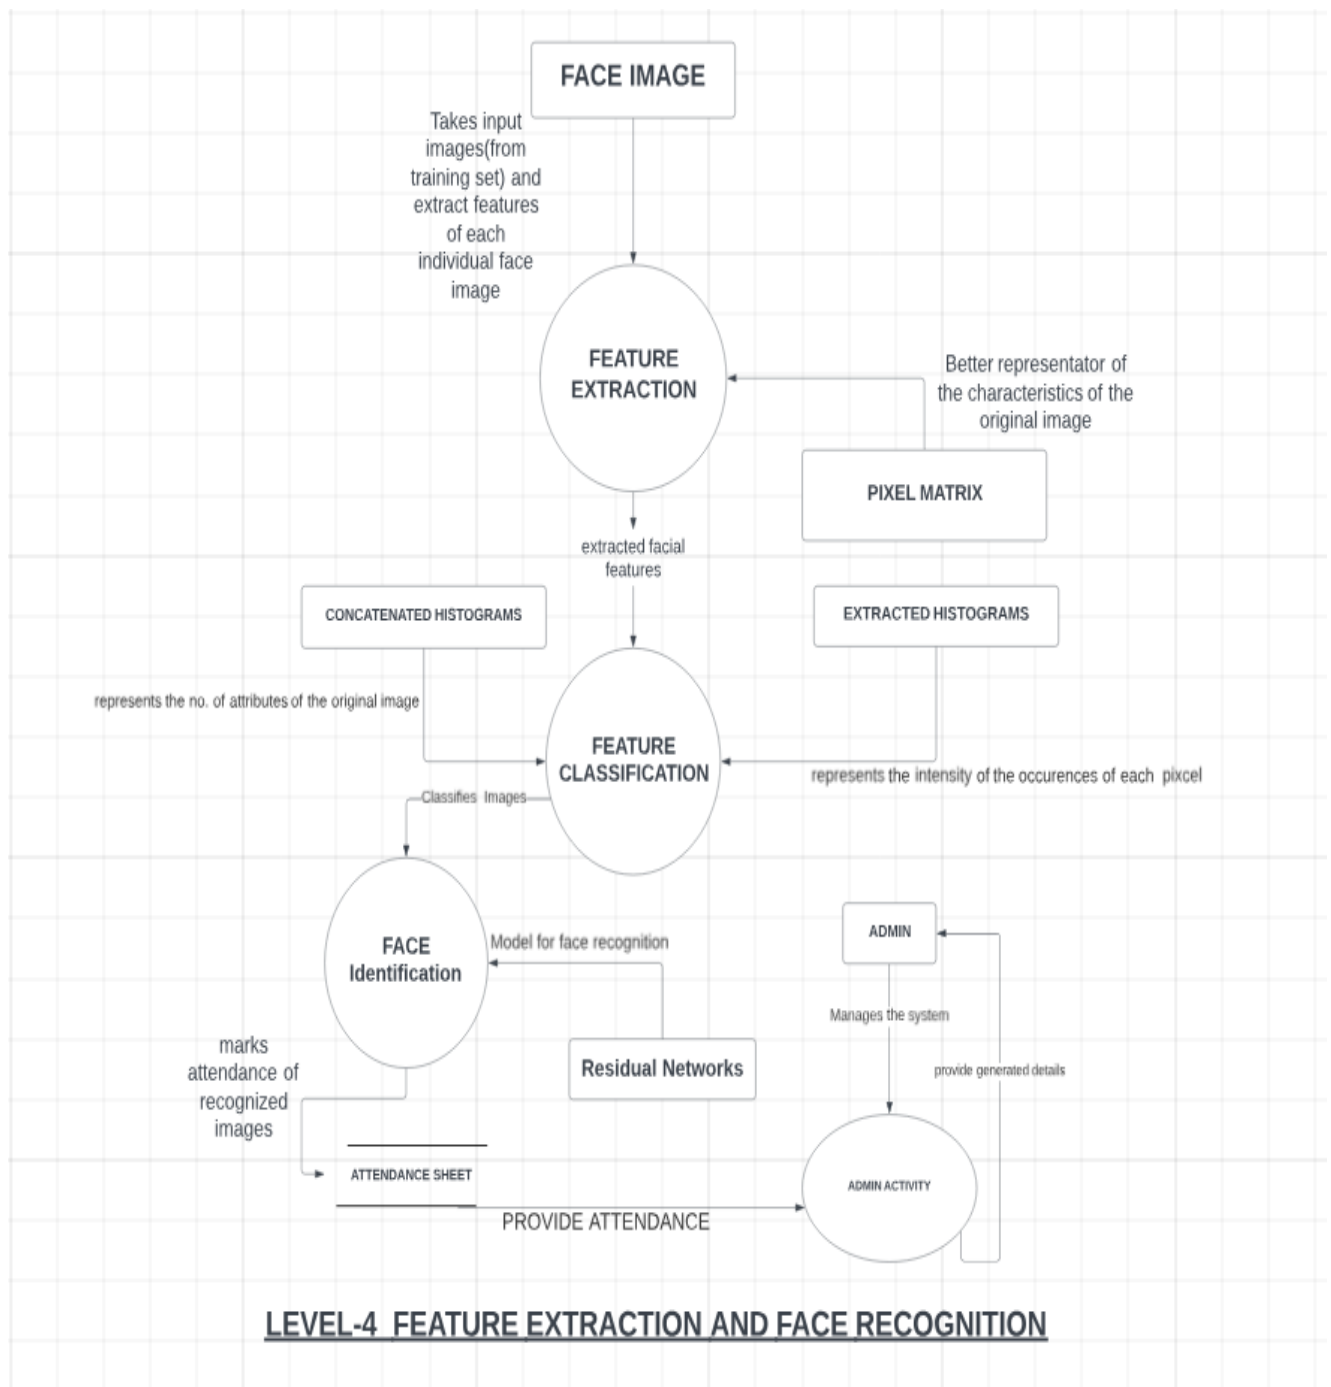 FACE IMAGE
Takes input
images(from
training set) and
extract features
of each
individual face
image
FEATURE
EXTRACTION
Better representator of
the characteristics of the
original image
PIXEL MATRIX
extracted facial
features
CONCATENATED HISTOGRAMS
EXTRACTED HISTOGRAMS
represents the no. of attributes of the original image
FEATURE
CLASSIFICATION
represents the intensity of the occurences of each pixcel
Classifies Images
FACE
Identification
Model for face recognition
ADMIN
Manages the system
Residual Networks
provide generated details
marks
attendance of
recognized
images
ATTENDANCE SHEET
ADMIN ACTIVITY
PROVIDE ATTENDANCE
LEVEL-4 FEATURE EXTRACTION AND FACE RECOGNITION